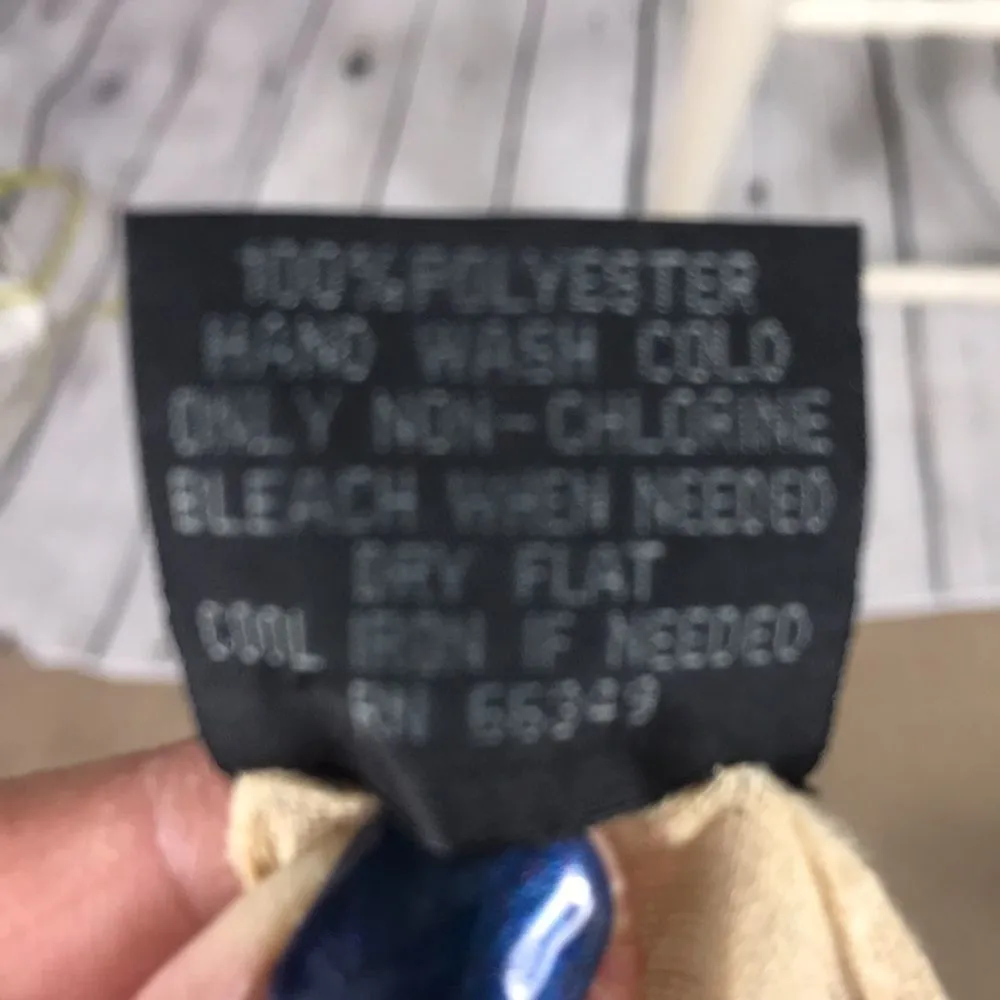 100% POLYESTER
HAND WASH COLD
ONLY NON-CHLORINE
BLEACH WHEN NEEDED
DRY FLAT
COOL IRON IF NEEDED
RN 66349